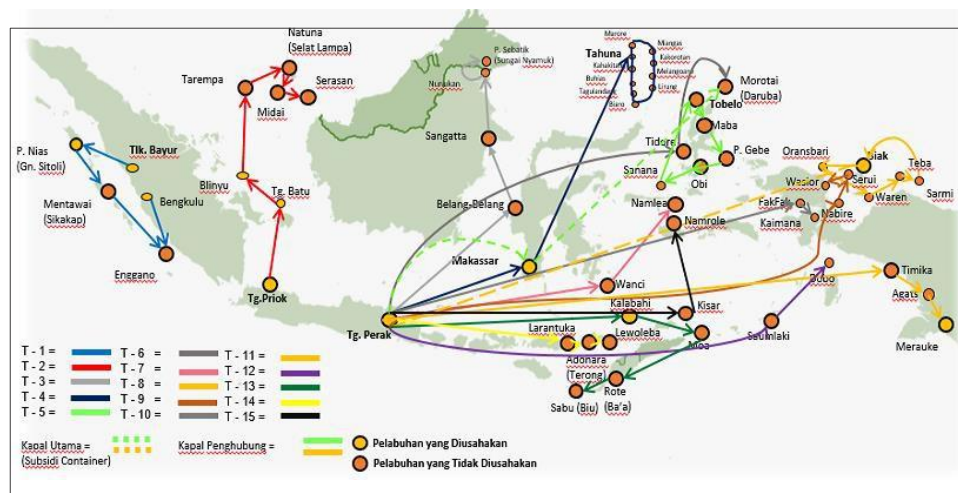 Natuna
(Selat Lampa)
Tarempa
Serasan
Midai
P. Nias
(Gn. Sitoli)
Tlk. Bayur
Mentawai
(Sikakap)
Bengkulu
Enggano
Blinyu
Tg. Batu
Tg.Priok
P. Sebatik
(Sungai Nyamuk)
Nunukan
Sangatta
Belang-Belang
Makassar
Tg. Perak
Tahuna
Marore
Kahakitan
Buhias
Tagulandang
Biaro
Mangas
Kakorotan
Melangoane
Lirung
Morotai
(Daruba)
Tobelo
Maba
Tidore
P. Gebe
Sanana
Obi
Namlea
Namrole
Wanci
Oransbari
Siak
Teba
Wasior
Serui
Sarmi
Waren
FakFak
Nabire
Kaimana
Dobo
Timika
Agats
Merauke
Kalabahi
Kisar
Larantuka
Lewoleba
Moa
Saumlaki
Adonara
(Terong)
Rote
(Ba'a)
Sabu (Biu)
T - 1 = T - 6 = T - 11 =
T - 2 = T - 7 = T - 12 =
T - 3 = T - 8 = T - 13 =
T - 4 = T - 9 = T - 14 =
T - 5 = T - 10 = T - 15 =
Kapal Utama =
(Subsidi Container)
Kapal Penghubung =
Pelabuhan yang Diusahakan
Pelabuhan yang Tidak Diusahakan